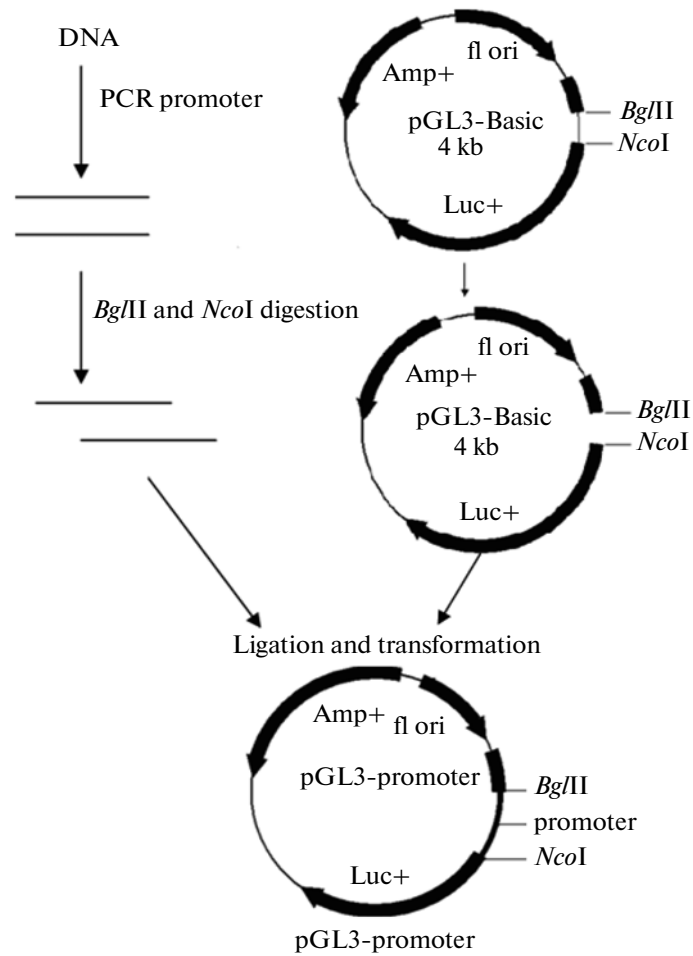 DNA
PCR promoter
BglII and NcoI digestion
fl ori
Amp+
pGL3-Basic
4 kb
Luc+
BglII
NcoI
fl ori
Amp+
pGL3-Basic
4 kb
Luc+
BglII
NcoI
Ligation and transformation
Amp+
fl ori
pGL3-promoter
Luc+
BglII
promoter
NcoI
pGL3-promoter